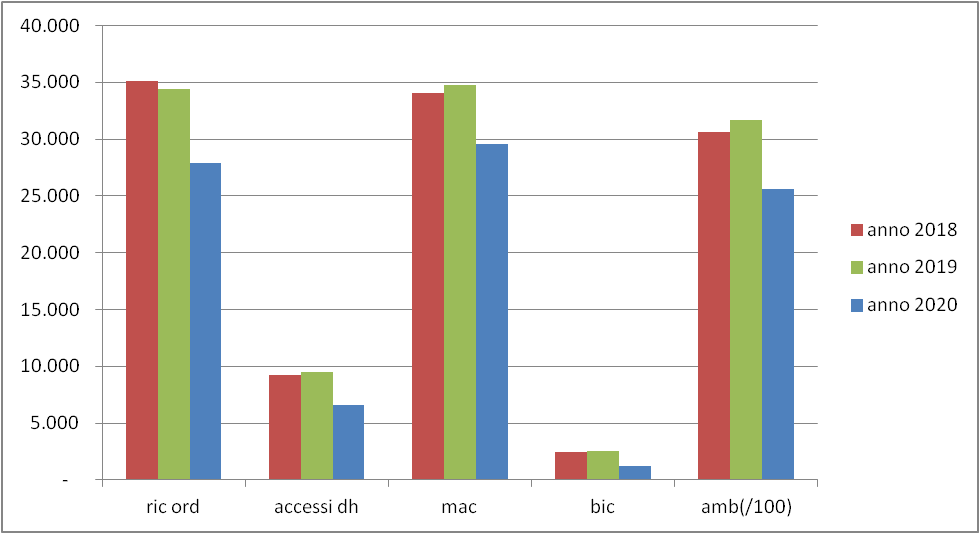 40.000
35.000
30.000
25.000
20.000
15.000
10.000
5.000
-
ric ord
accessi dh
mac
bic
amb(/100)
anno 2018
anno 2019
anno 2020